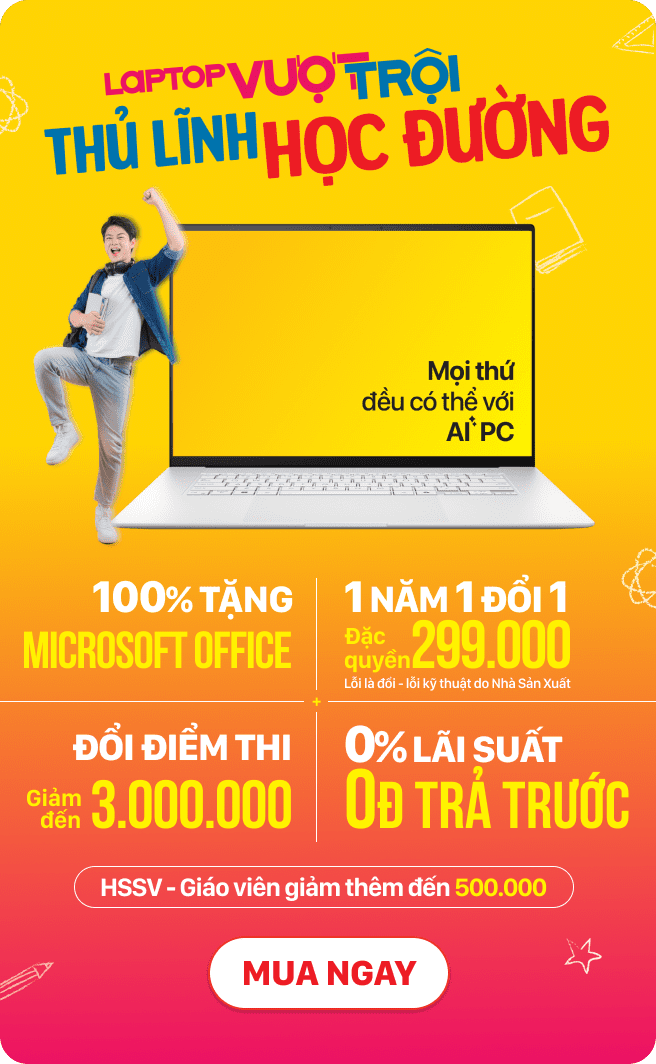 LAPTOP VƯỢT TRỘI
THỦ LĨNH HỌC ĐƯỜNG
Mọi thứ
đều có thể với
AI PC
100% TẶNG
MICROSOFT OFFICE
1 NĂM 1 ĐỔI 1
Đặc quyền 299.000
Lỗi là đổi - lỗi kỹ thuật do Nhà Sản Xuất
ĐỔI ĐIỂM THI
Giảm đến 3.000.000
0% LÃI SUẤT
0Đ TRẢ TRƯỚC
HSSV - Giáo viên giảm thêm đến 500.000
MUA NGAY